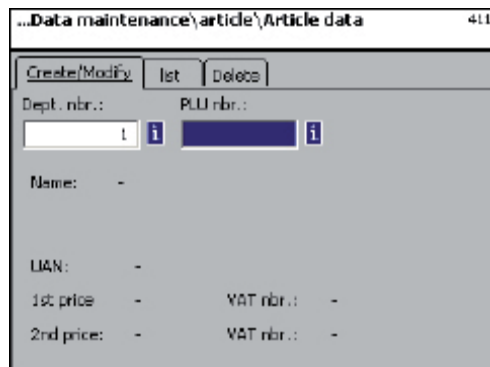 ...Data maintenance\article\Article data 411
Create/Modify list Delete
Dept. nbr.: PLU nbr.:
1 i i
Name: -
UAN: -
1st price - VAT nbr.: -
2nd price: - VAT nbr.: -